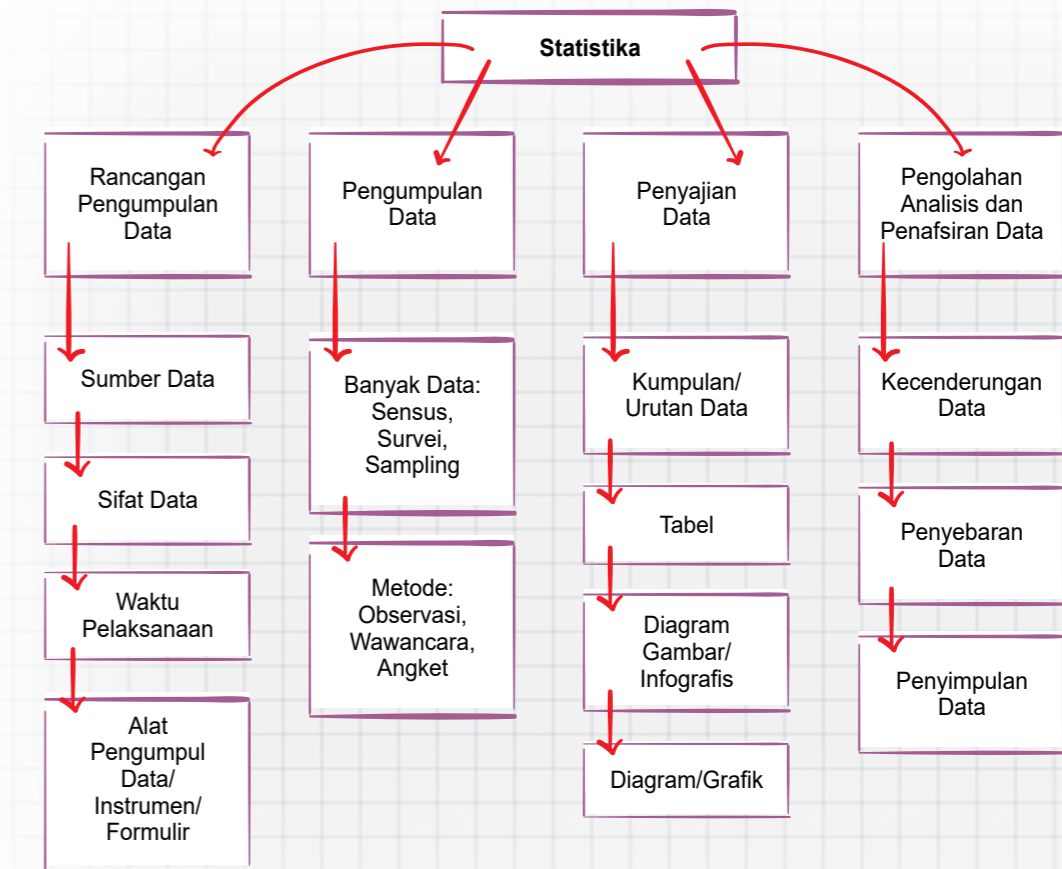 Statistika
Rancangan
Pengumpulan
Data
Sumber Data
Sifat Data
Waktu
Pelaksanaan
Alat
Pengumpul
Data/
Instrumen/
Formulir
Pengumpulan
Data
Banyak Data:
Sensus,
Survei,
Sampling
Metode:
Observasi,
Wawancara,
Angket
Penyajian
Data
Kumpulan/
Urutan Data
Tabel
Diagram
Gambar/
Infografis
Diagram/Grafik
Pengolahan
Analisis dan
Penafsiran Data
Kecenderungan
Data
Penyebaran
Data
Penyimpulan
Data